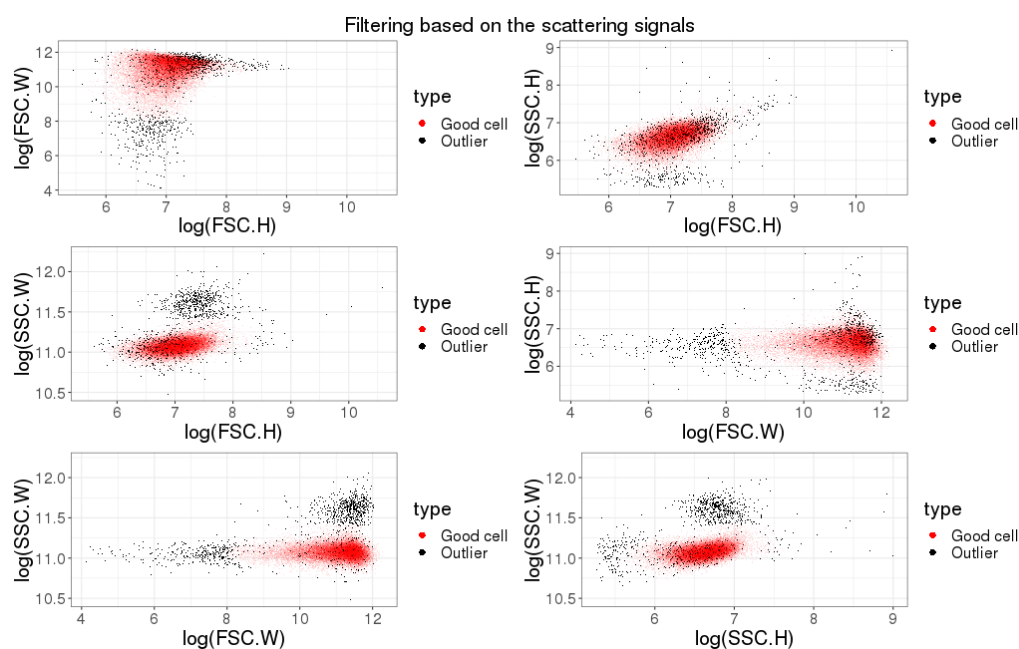 Filtering based on the scattering signals
log(FSC.W)
12
10
8
6
4
6
7
8
9
10
log(FSC.H)
type
Good cell
Outlier
log(SSC.H)
9
7
6
6
7
8
9
10
log(FSC.H)
type
Good cell
Outlier
log(SSC.W)
12.0
11.5
11.0
10.5
6
7
8
9
10
log(FSC.H)
type
Good cell
Outlier
log(SSC.H)
9
7
6
4
6
8
10
12
log(FSC.W)
type
Good cell
Outlier
log(SSC.W)
12.0
11.5
11.0
10.5
4
6
8
10
12
log(FSC.W)
type
Good cell
Outlier
log(SSC.W)
12.0
11.5
11.0
10.5
6
7
8
9
log(SSC.H)
type
Good cell
Outlier